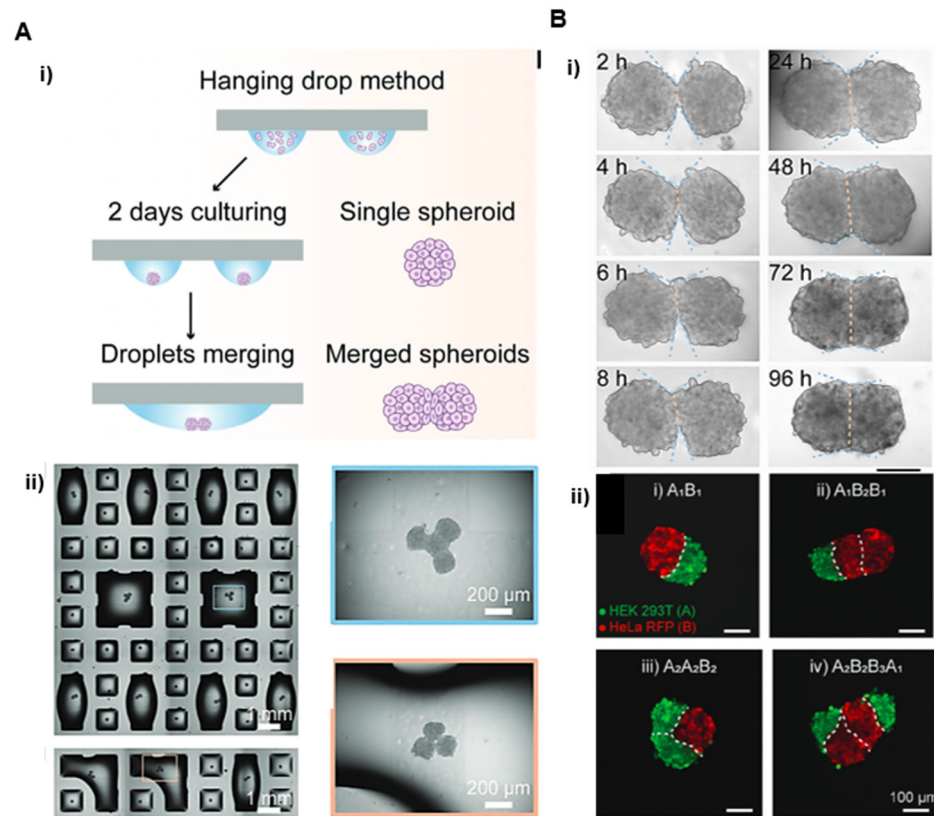 A
i)
Hanging drop method
2 days culturing
Single spheroid
Droplets merging
Merged spheroids
ii)
1 mm
1 mm
200 μm
200 μm
B
i)
2 h
24 h
4 h
48 h
6 h
72 h
8 h
96 h
ii)
i) A₁B₁
HEK 293T (A)
HeLa RFP (B)
ii) A₁B₂B₁
iii) A₂A₂B₂
iv) A₂B₂B₃A₁
100 μm